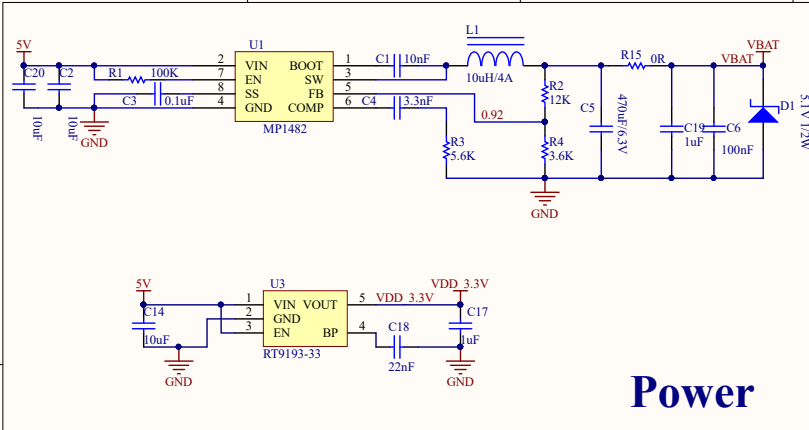 5V
C20
10uF
C2
10uF
R1
100K
C3
0.1uF
GND
U1
2 VIN BOOT 1
7 EN SW 3
8 SS FB 5
4 GND COMP 6
MP1482
C1
10nF
C4
3.3nF
L1
10uH/4A
0.92
R2
12K
R3
5.6K
R4
3.6K
GND
C5
470uF/6.3V
R15
0R
VBAT
VBAT
C19
1uF
C6
100nF
D1
5.1V 1/2W
5V
C14
10uF
GND
U3
1 VIN VOUT 5
2 GND
3 EN BP 4
RT9193-33
VDD_3.3V
VDD_3.3V
C18
22nF
C17
1uF
GND
Power